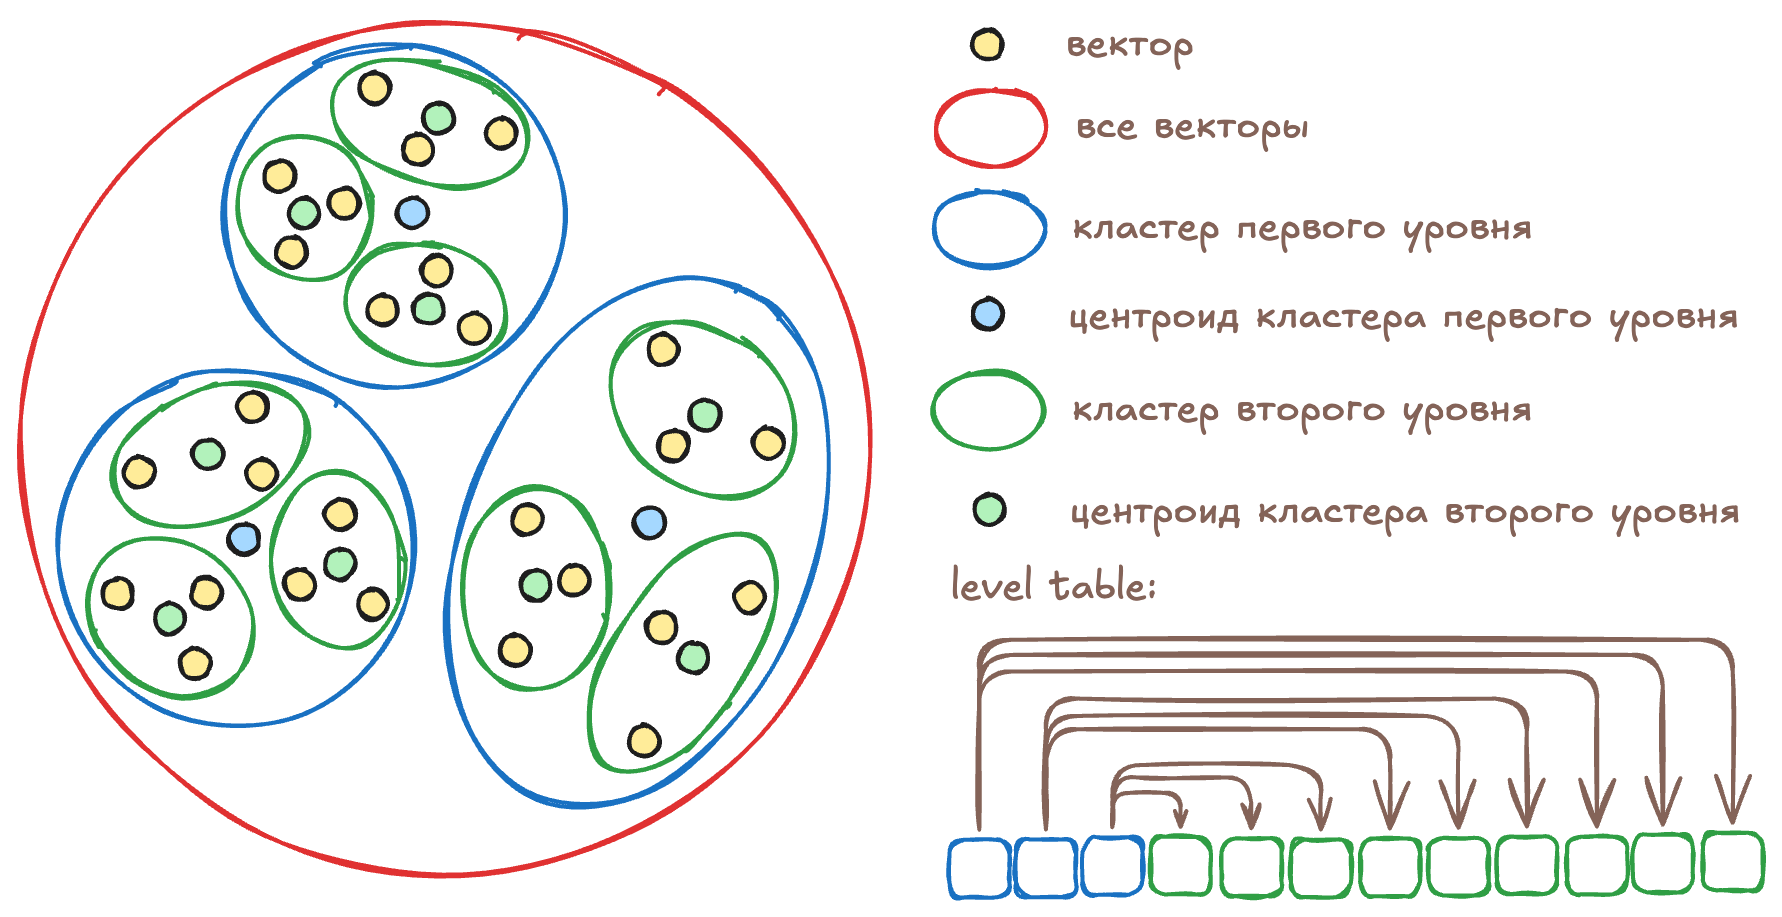 вектор
все векторы
кластер первого уровня
центроид кластера первого уровня
кластер второго уровня
центроид кластера второго уровня
level table: